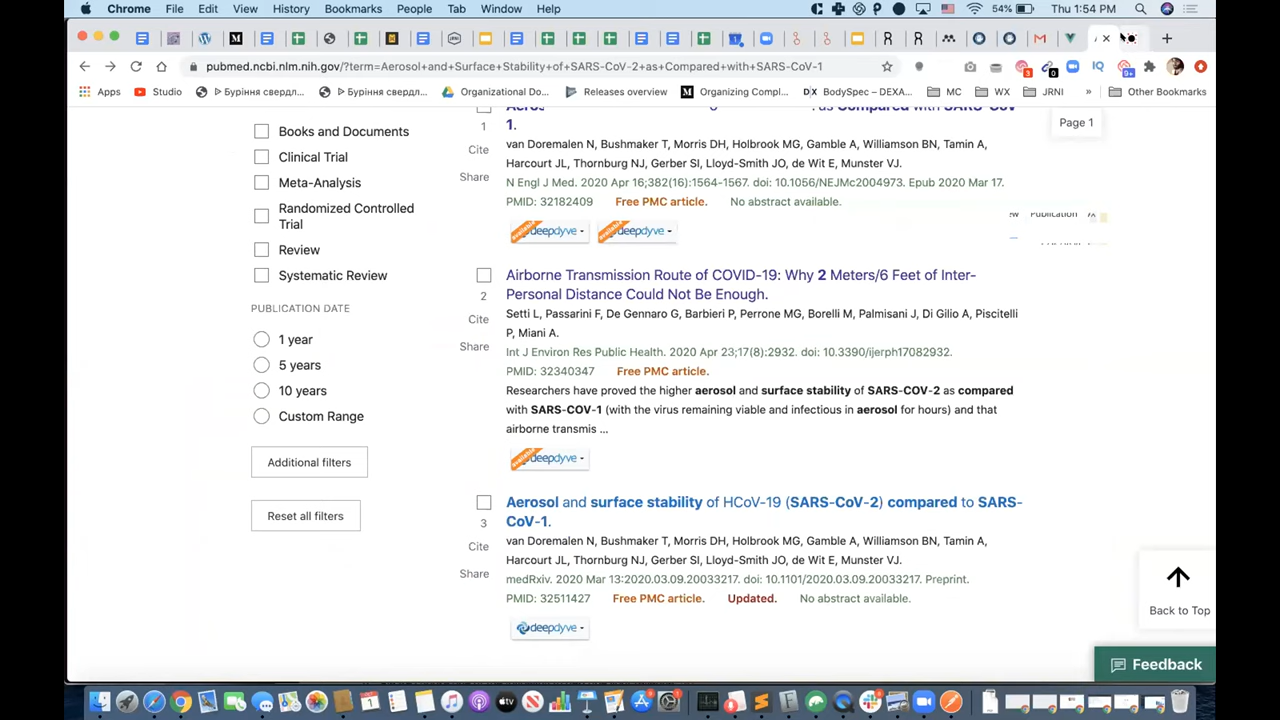 Chrome File Edit View History Bookmarks People Tab Window Help 54% Thu 1:54 PM
pubmed.ncbi.nlm.nih.gov/?term=Aerosol+and+Surface+Stability+of+SARS-CoV-2+as+Compared+with+SARS-CoV-1
Apps Studio ᐅ Буріння свердл... ᐅ Буріння свердл... Organizational Do... Releases overview Organizing Compl... BodySpec – DEXA... MC WX JRNI » Other Bookmarks
as Compared with SARS-CoV-
1.
1
Page 1
Books and Documents
Cite
van Doremalen N, Bushmaker T, Morris DH, Holbrook MG, Gamble A, Williamson BN, Tamin A,
Clinical Trial
Harcourt JL, Thornburg NJ, Gerber SI, Lloyd-Smith JO, de Wit E, Munster VJ.
Share
Meta-Analysis
N Engl J Med. 2020 Apr 16;382(16):1564-1567. doi: 10.1056/NEJMc2004973. Epub 2020 Mar 17.
Randomized Controlled
Trial
PMID: 32182409 Free PMC article. No abstract available.
Publication
Review
available deepdyve available deepdyve
Systematic Review
2
Airborne Transmission Route of COVID-19: Why 2 Meters/6 Feet of Inter-
Personal Distance Could Not Be Enough.
PUBLICATION DATE
Cite
Setti L, Passarini F, De Gennaro G, Barbieri P, Perrone MG, Borelli M, Palmisani J, Di Gilio A, Piscitelli
P, Miani A.
1 year
Share
Int J Environ Res Public Health. 2020 Apr 23;17(8):2932. doi: 10.3390/ijerph17082932.
5 years
PMID: 32340347 Free PMC article.
10 years
Researchers have proved the higher aerosol and surface stability of SARS-COV-2 as compared
with SARS-COV-1 (with the virus remaining viable and infectious in aerosol for hours) and that
airborne transmis ...
Custom Range
Additional filters
available deepdyve
Reset all filters
3
Aerosol and surface stability of HCoV-19 (SARS-CoV-2) compared to SARS-
CoV-1.
Cite
van Doremalen N, Bushmaker T, Morris DH, Holbrook MG, Gamble A, Williamson BN, Tamin A,
Harcourt JL, Thornburg NJ, Gerber SI, Lloyd-Smith JO, de Wit E, Munster VJ.
Share
medRxiv. 2020 Mar 13:2020.03.09.20033217. doi: 10.1101/2020.03.09.20033217. Preprint.
PMID: 32511427 Free PMC article. Updated. No abstract available.
deepdyve
Back to Top
Feedback